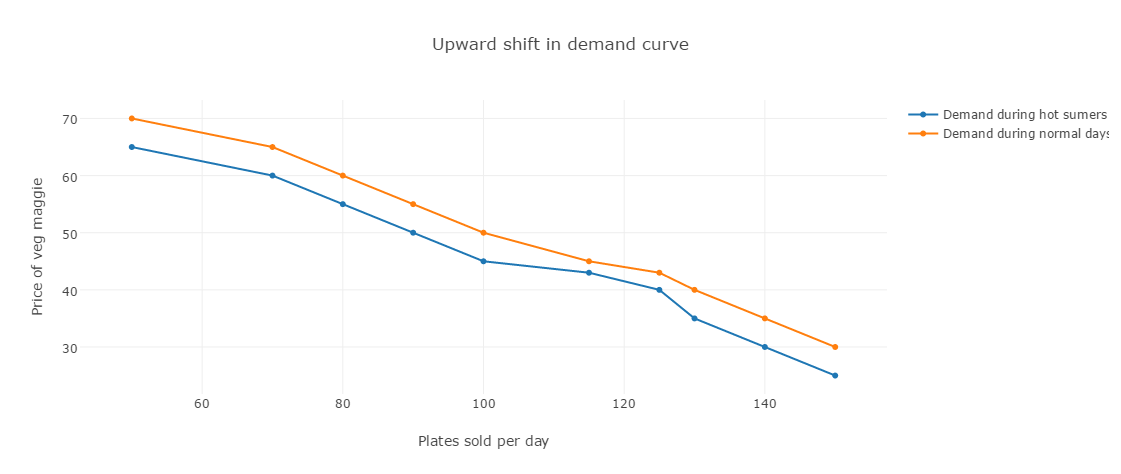 Upward shift in demand curve
Demand during hot sumers
Demand during normal days
Price of veg maggie
70
60
50
40
30
60
80
100
120
140
Plates sold per day